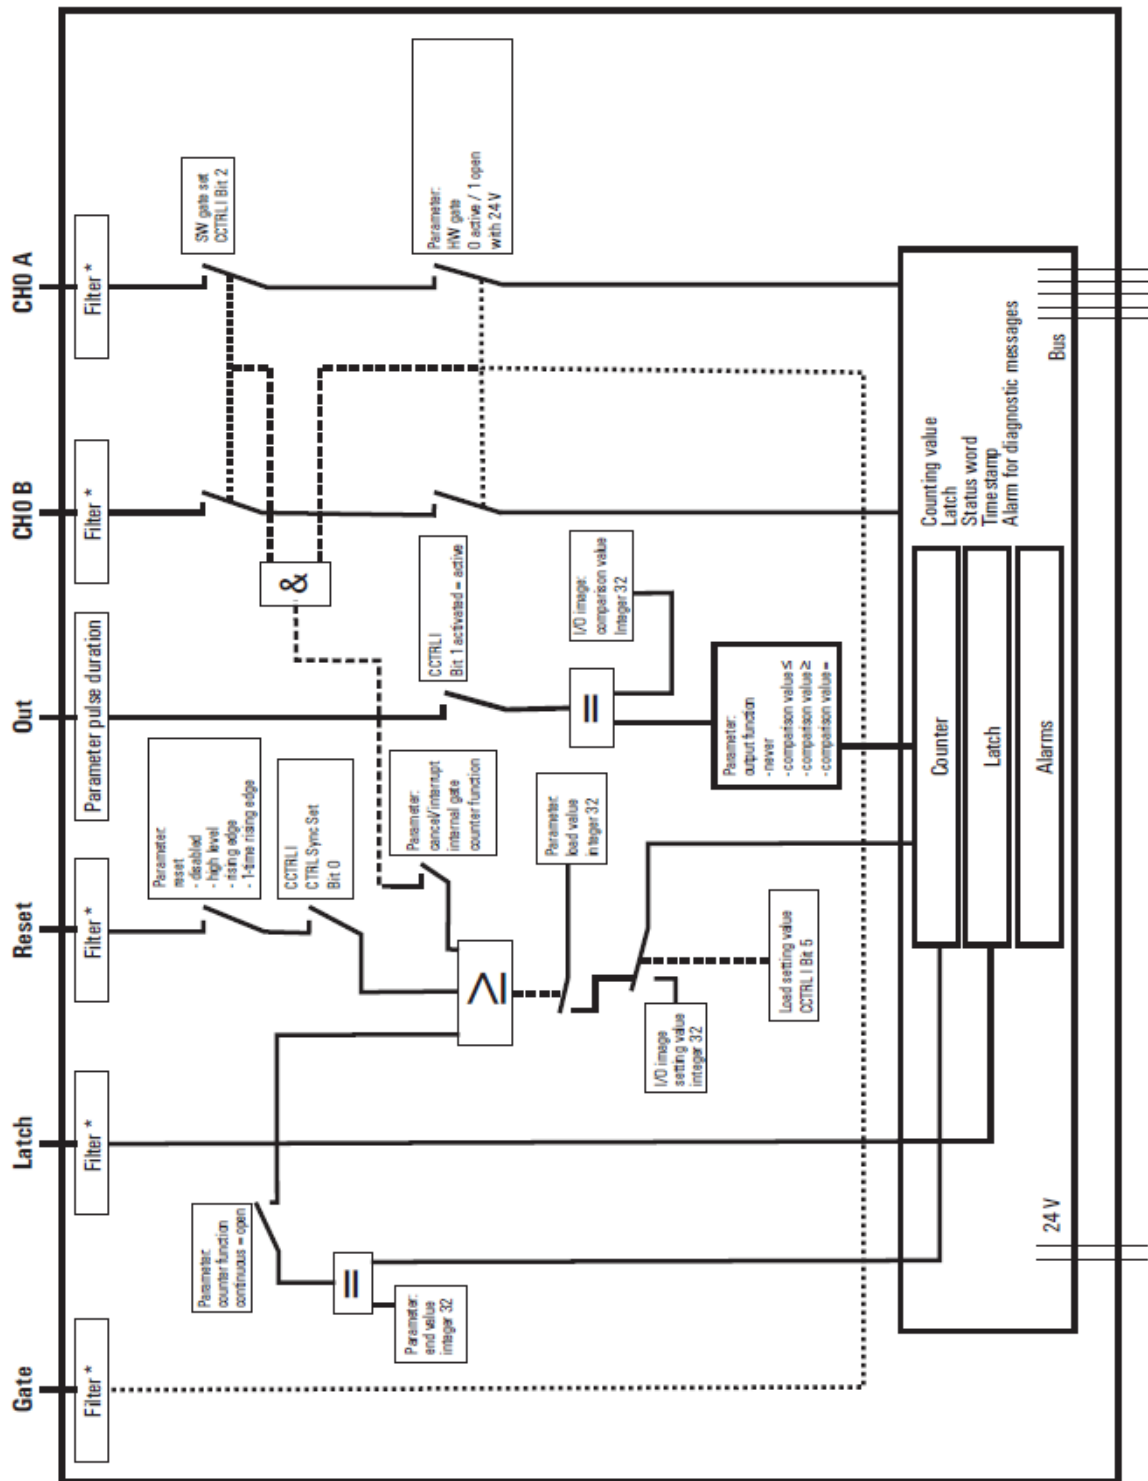 CH0 A
CH0 B
Out
Reset
Latch
Gate
Filter *
Filter *
Parameter pulse duration
Filter *
Filter *
Filter *
SW gate set
CCTRL I Bit 2
Parameter:
HW gate
0 active / 1 open
with 24 V
&
CCTRL I
Bit 1 activated = active
I/O image:
comparison value
Integer 32
=
Parameter:
output function
- never
- comparison value ≤
- comparison value ≥
- comparison value =
Parameter:
reset
- disabled
- high level
- rising edge
- 1-time rising edge
CCTRL I
CTRL Sync Set
Bit 0
Parameter:
cancel/interrupt
internal gate
counter function
≥
Parameter:
load value
integer 32
I/O image
setting value
integer 32
Load setting value
CCTRL I Bit 5
Parameter:
counter function
continuous = open
=
Parameter:
end value
integer 32
Counting value
Latch
Status word
Timestamp
Alarm for diagnostic messages
Counter
Latch
Alarms
Bus
24 V